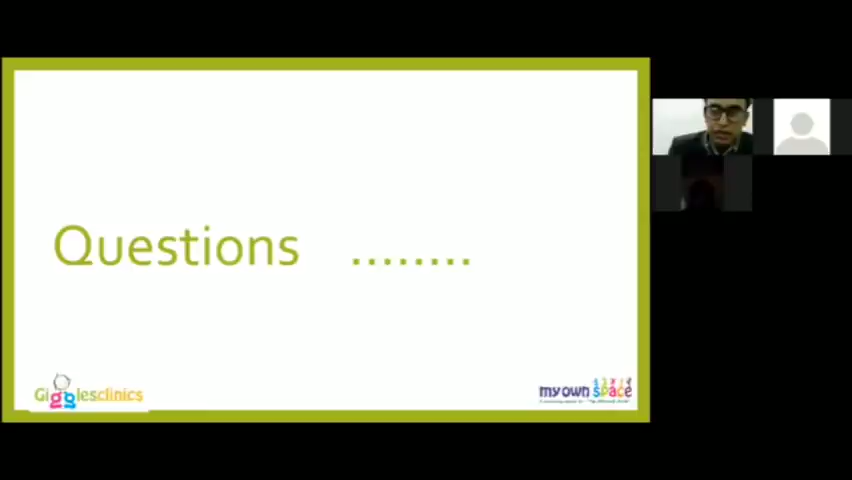 Questions ........
Gigglesclinics
my own space